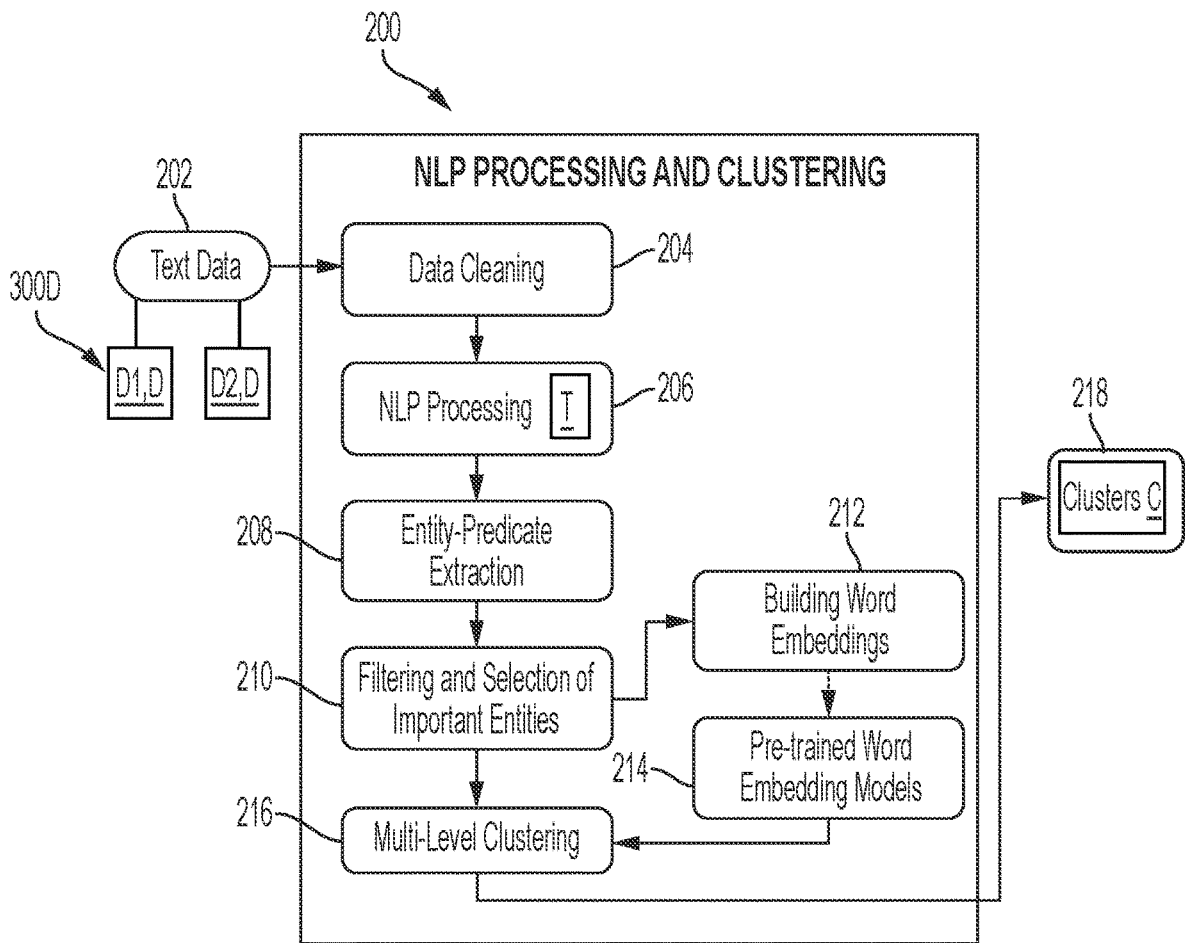 200
NLP PROCESSING AND CLUSTERING
202
Text Data
300D
D1,D
D2,D
Data Cleaning
204
NLP Processing T
206
208
Entity-Predicate
Extraction
210
Filtering and Selection of
Important Entities
212
Building Word
Embeddings
214
Pre-trained Word
Embedding Models
216
Multi-Level Clustering
218
Clusters C